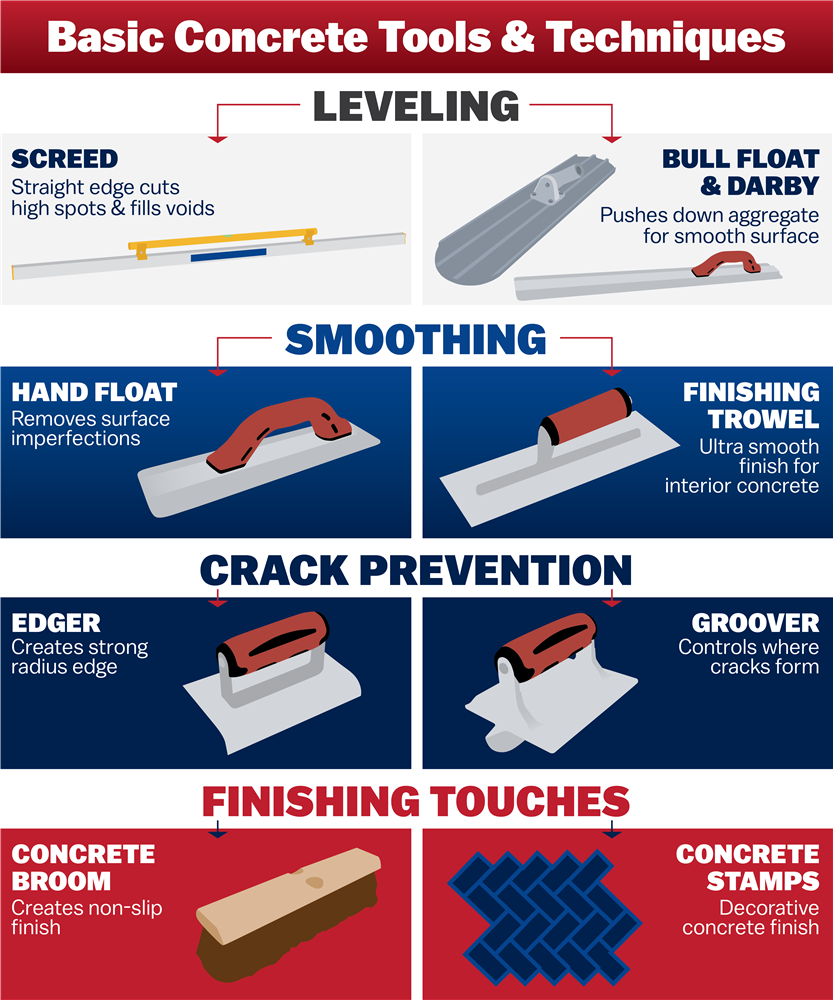 Basic Concrete Tools & Techniques
LEVELING
SCREED
Straight edge cuts
high spots & fills voids
BULL FLOAT
& DARBY
Pushes down aggregate
for smooth surface
SMOOTHING
HAND FLOAT
Removes surface
imperfections
FINISHING
TROWEL
Ultra smooth
finish for
interior concrete
CRACK PREVENTION
EDGER
Creates strong
radius edge
GROOVER
Controls where
cracks form
FINISHING TOUCHES
CONCRETE
BROOM
Creates non-slip
finish
CONCRETE
STAMPS
Decorative
concrete finish